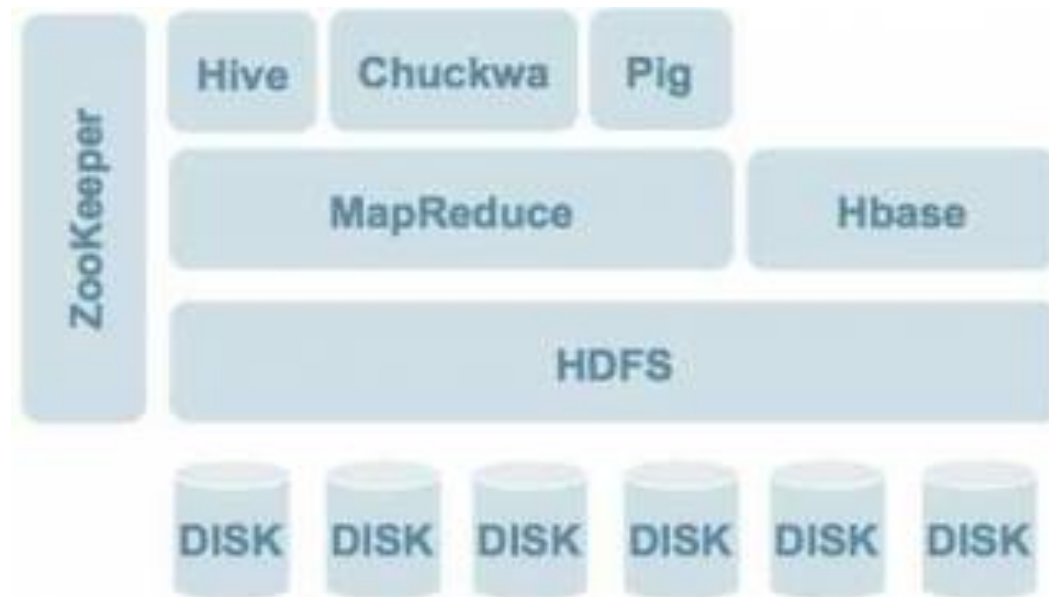 ZooKeeper
Hive Chuckwa Pig
MapReduce Hbase
HDFS
DISK DISK DISK DISK DISK DISK